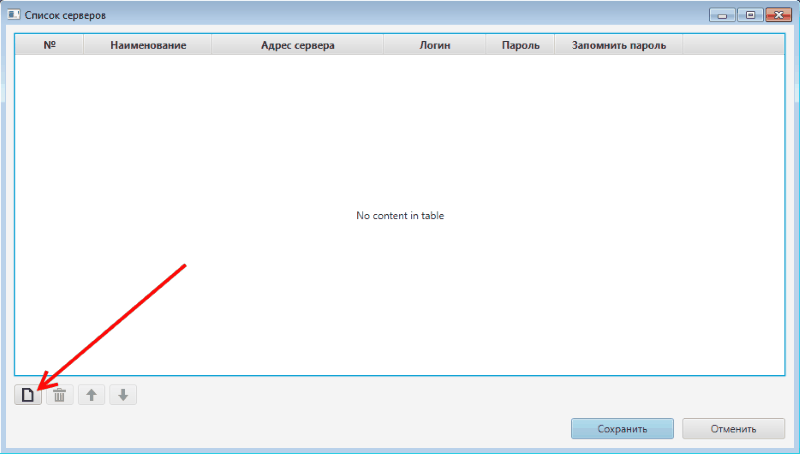 Список серверов
№ Наименование Адрес сервера Логин Пароль Запомнить пароль
No content in table
Сохранить Отменить